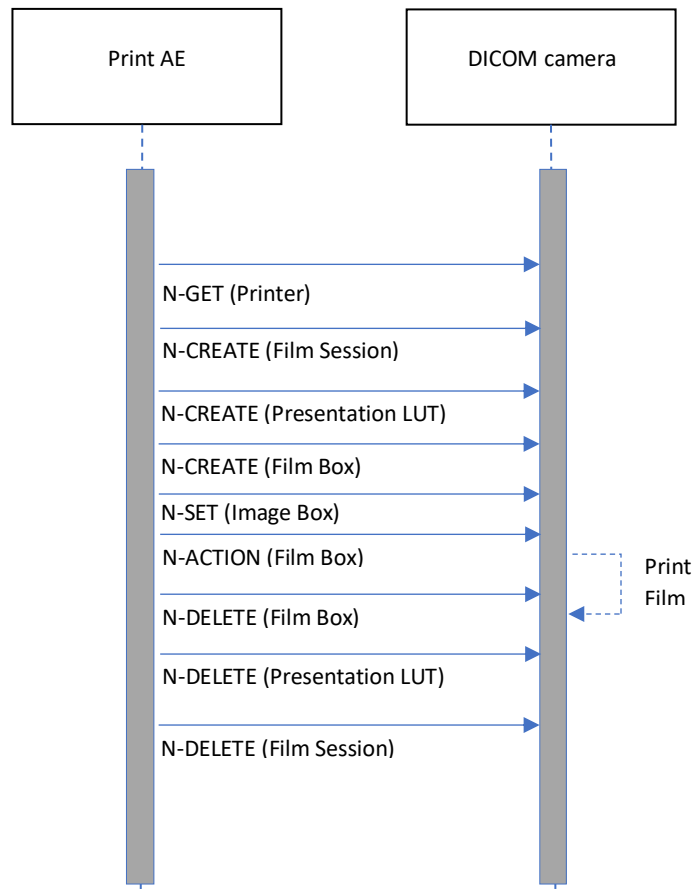 Print AE
DICOM camera
N-GET (Printer)
N-CREATE (Film Session)
N-CREATE (Presentation LUT)
N-CREATE (Film Box)
N-SET (Image Box)
N-ACTION (Film Box)
Print
Film
N-DELETE (Film Box)
N-DELETE (Presentation LUT)
N-DELETE (Film Session)